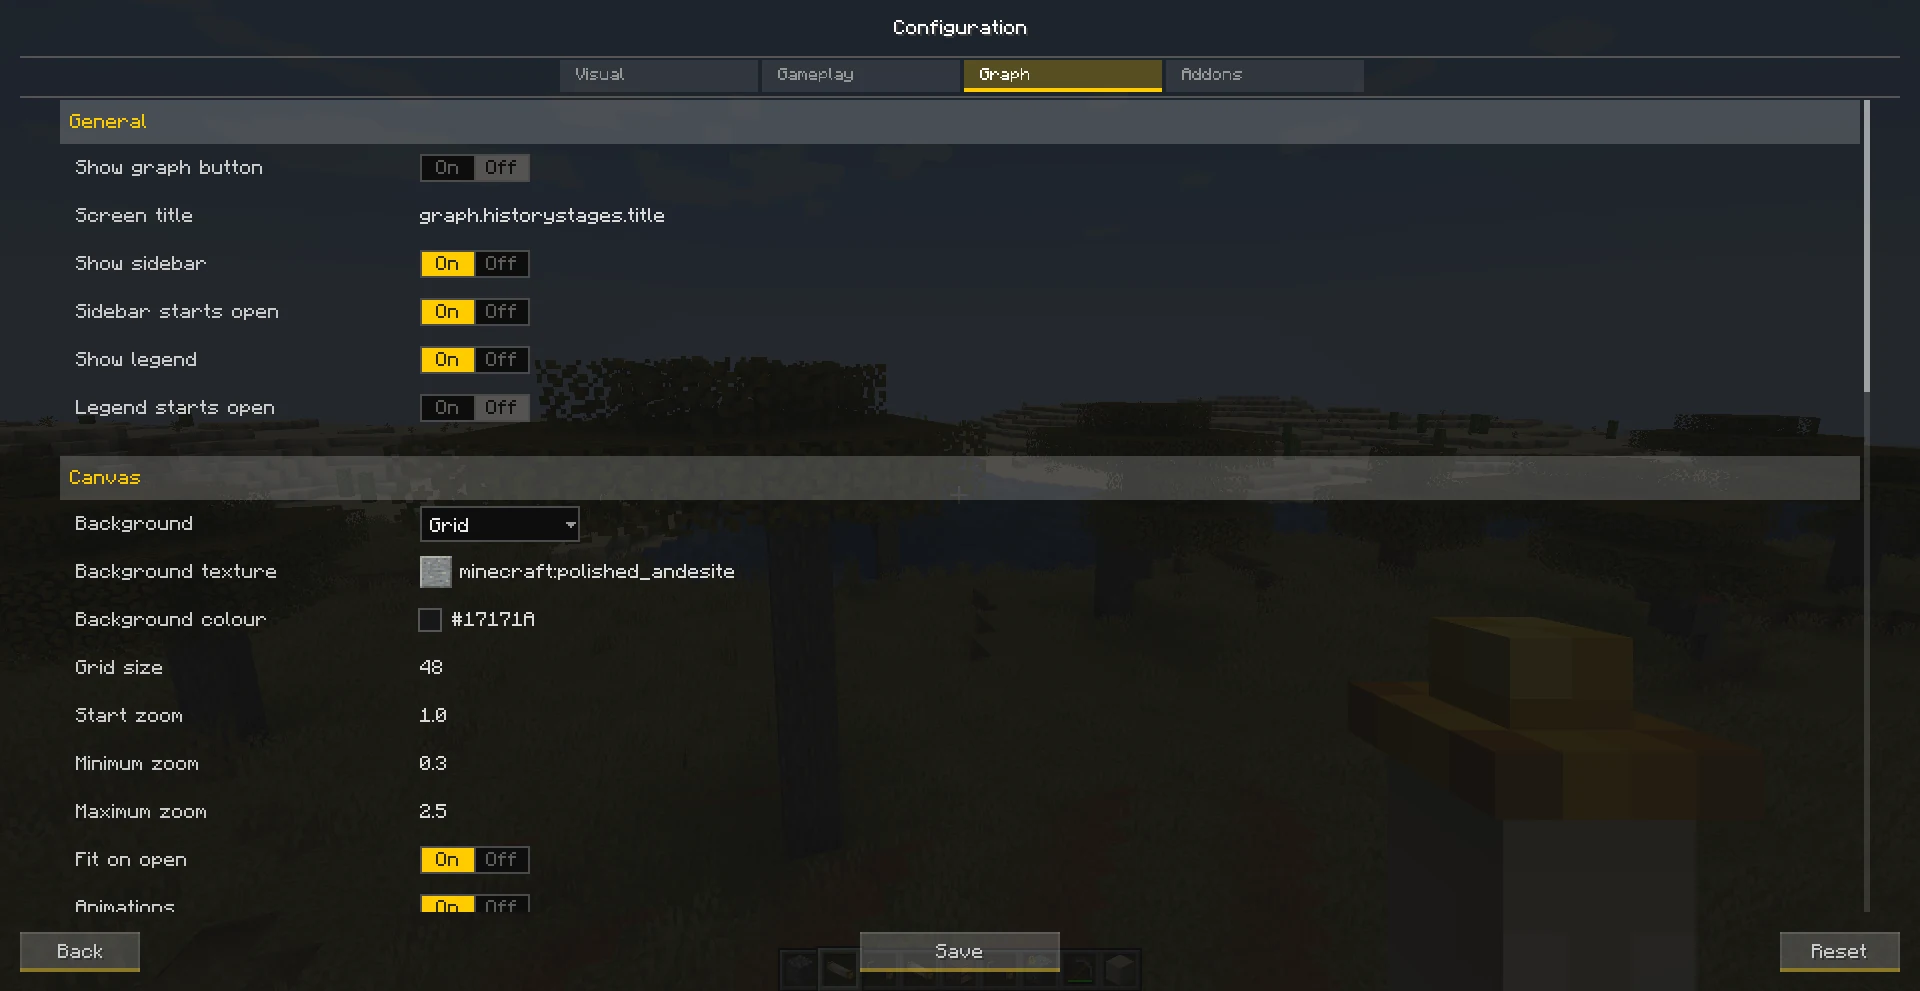 Configuration
Visual Gameplay Graph Addons
General
Show graph button On Off
Screen title graph.historystages.title
Show sidebar On Off
Sidebar starts open On Off
Show legend On Off
Legend starts open On Off
Canvas
Background Grid
Background texture minecraft:polished_andesite
Background colour #17171A
Grid size 48
Start zoom 1.0
Minimum zoom 0.3
Maximum zoom 2.5
Fit on open On Off
Animations On Off
Back Save Reset